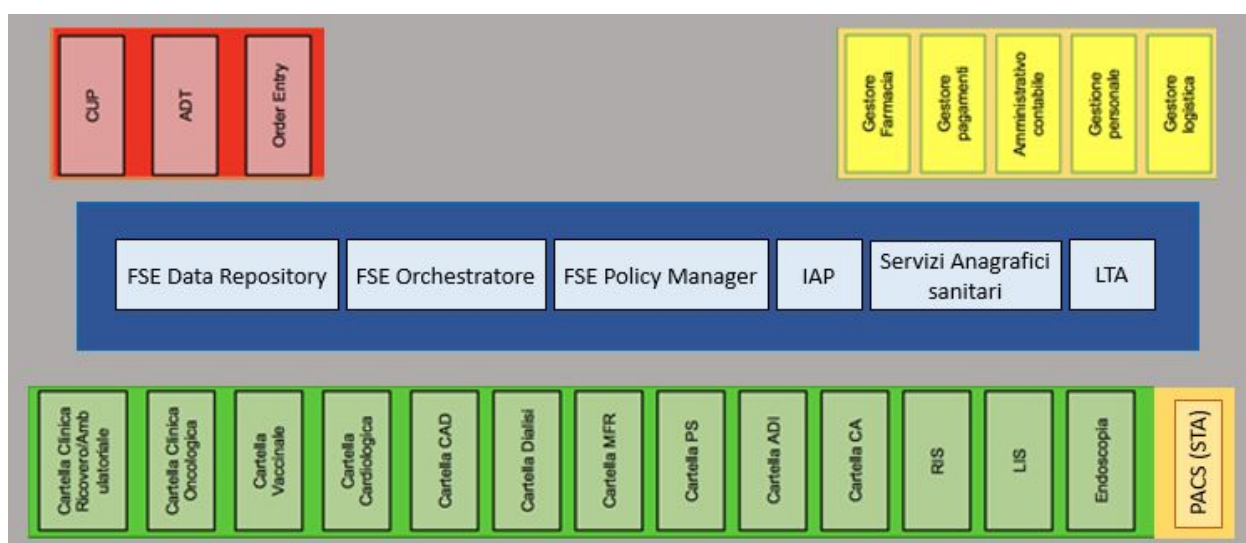 CUP
ADT
Order Entry
Gestore
Farmacia
Gestore
pagamenti
Amministrativo
contabile
Gestione
personale
Gestore
logistica
FSE Data Repository
FSE Orchestratore
FSE Policy Manager
IAP
Servizi Anagrafici
sanitari
LTA
Cartella Clinica
Ricovero/Amb
ulatoriale
Cartella Clinica
Oncologica
Cartella
Vaccinale
Cartella
Cardiologica
Cartella CAD
Cartella Dialisi
Cartella MFR
Cartella PS
Cartella ADI
Cartella CA
RIS
LIS
Endoscopia
PACS (STA)